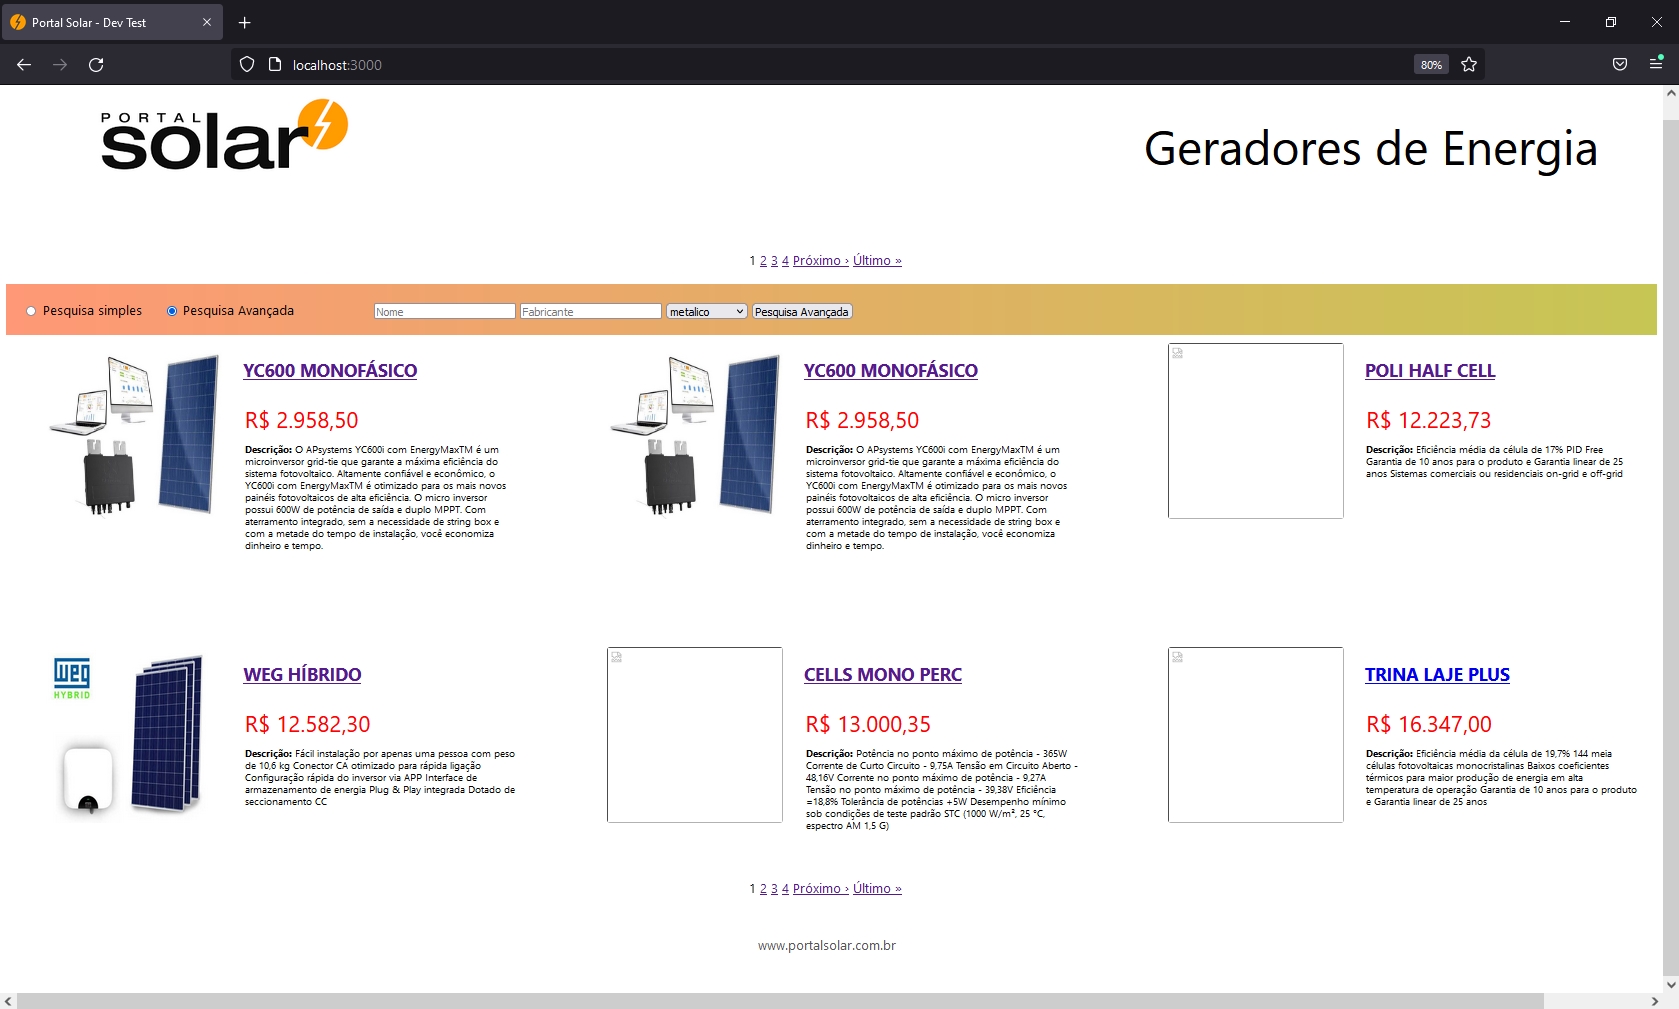 Portal Solar - Dev Test
localhost:3000
80%
PORTAL
solar
Geradores de Energia
1 2 3 4 Próximo › Último »
Pesquisa simples
Pesquisa Avançada
Nome
Fabricante
metalico
Pesquisa Avançada
YC600 MONOFÁSICO
R$ 2.958,50
Descrição: O APsystems YC600i com EnergyMaxTM é um
microinversor grid-tie que garante a máxima eficiência do
sistema fotovoltaico. Altamente confiável e econômico, o
YC600i com EnergyMaxTM é otimizado para os mais novos
painéis fotovoltaicos de alta eficiência. O micro inversor
possui 600W de potência de saída e duplo MPPT. Com
aterramento integrado, sem a necessidade de string box e
com a metade do tempo de instalação, você economiza
dinheiro e tempo.
YC600 MONOFÁSICO
R$ 2.958,50
Descrição: O APsystems YC600i com EnergyMaxTM é um
microinversor grid-tie que garante a máxima eficiência do
sistema fotovoltaico. Altamente confiável e econômico, o
YC600i com EnergyMaxTM é otimizado para os mais novos
painéis fotovoltaicos de alta eficiência. O micro inversor
possui 600W de potência de saída e duplo MPPT. Com
aterramento integrado, sem a necessidade de string box e
com a metade do tempo de instalação, você economiza
dinheiro e tempo.
POLI HALF CELL
R$ 12.223,73
Descrição: Eficiência média da célula de 17% PID Free
Garantia de 10 anos para o produto e Garantia linear de 25
anos Sistemas comerciais ou residenciais on-grid e off-grid
weg
HYBRID
WEG HÍBRIDO
R$ 12.582,30
Descrição: Fácil instalação por apenas uma pessoa com peso
de 10,6 kg Conector CA otimizado para rápida ligação
Configuração rápida do inversor via APP Interface de
armazenamento de energia Plug & Play integrada Dotado de
seccionamento CC
CELLS MONO PERC
R$ 13.000,35
Descrição: Potência no ponto máximo de potência - 365W
Corrente de Curto Circuito - 9,75A Tensão em Circuito Aberto -
48,16V Corrente no ponto máximo de potência - 9,27A
Tensão no ponto máximo de potência - 39,38V Eficiência
=18,8% Tolerância de potências +5W Desempenho mínimo
sob condições de teste padrão STC (1000 W/m², 25 °C,
espectro AM 1,5 G)
TRINA LAJE PLUS
R$ 16.347,00
Descrição: Eficiência média da célula de 19,7% 144 meia
células fotovoltaicas monocristalinas Baixos coeficientes
térmicos para maior produção de energia em alta
temperatura de operação Garantia de 10 anos para o produto
e Garantia linear de 25 anos
1 2 3 4 Próximo › Último »
www.portalsolar.com.br